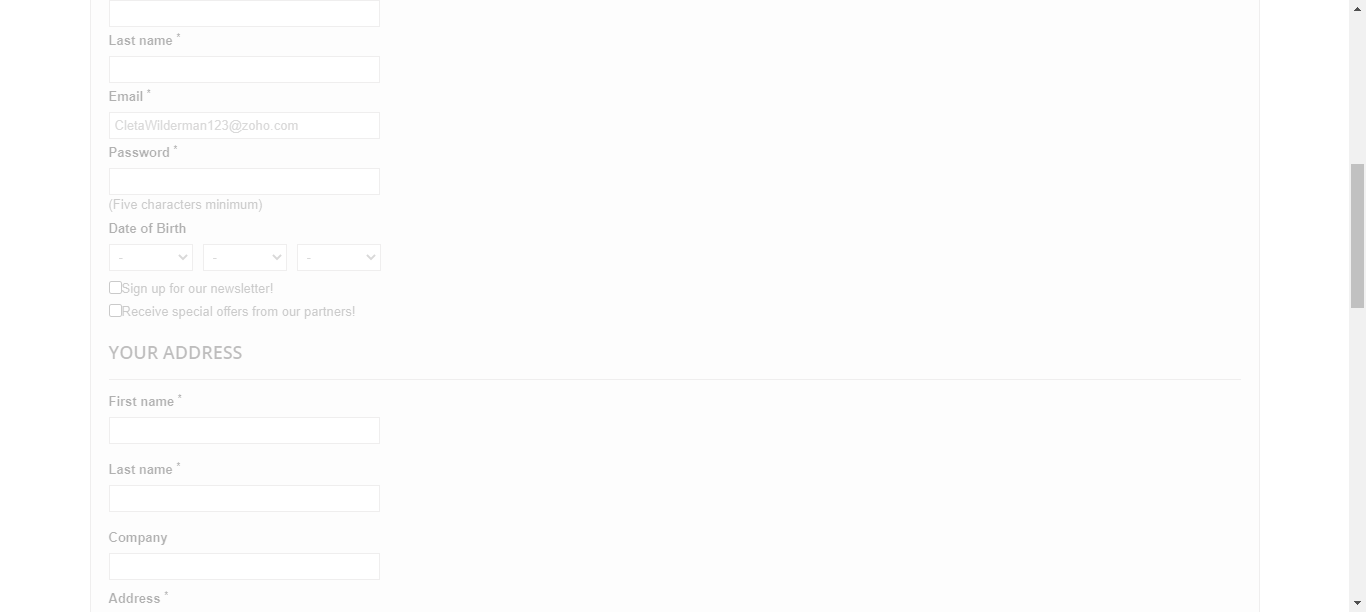 Last name *
Email *
CletaWilderman123@zoho.com
Password *
(Five characters minimum)
Date of Birth
- - -
Sign up for our newsletter!
Receive special offers from our partners!
YOUR ADDRESS
First name *
Last name *
Company
Address *